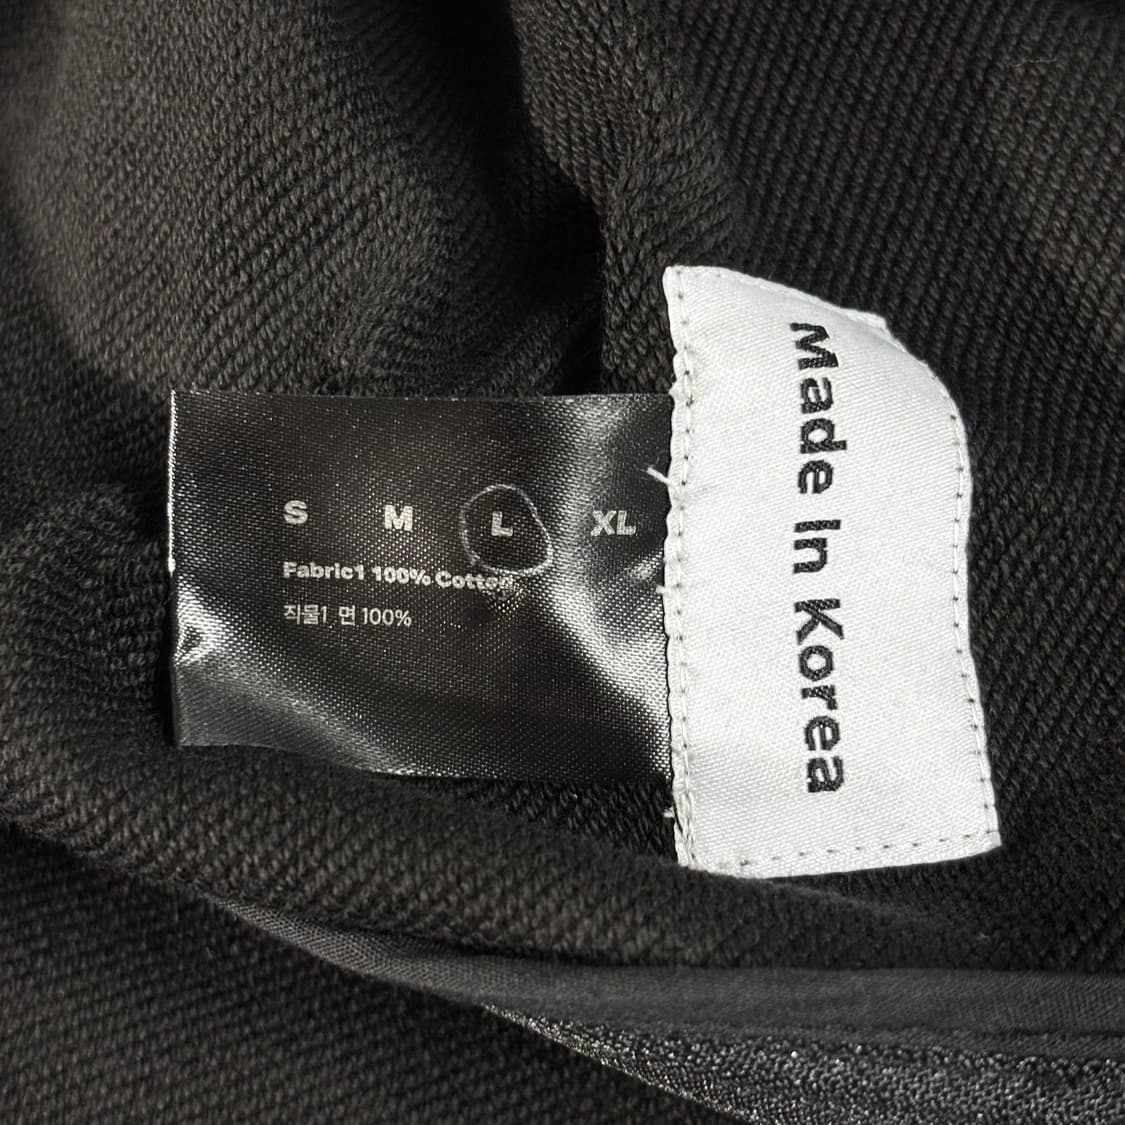 S M L XL
Fabric1 100% Cotton
직물1 면 100%
Made In Korea